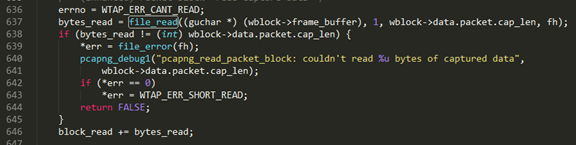 636 errno = WTAP_ERR_CANT_READ;
637 bytes_read = file_read((guchar *) (wblock->frame_buffer), 1, wblock->data.packet.cap_len, fh);
638 if (bytes_read != (int) wblock->data.packet.cap_len) {
639 *err = file_error(fh);
640 pcapng_debug1("pcapng_read_packet_block: couldn't read %u bytes of captured data",
641 wblock->data.packet.cap_len);
642 if (*err == 0)
643 *err = WTAP_ERR_SHORT_READ;
644 return FALSE;
645 }
646 block_read += bytes_read;
647